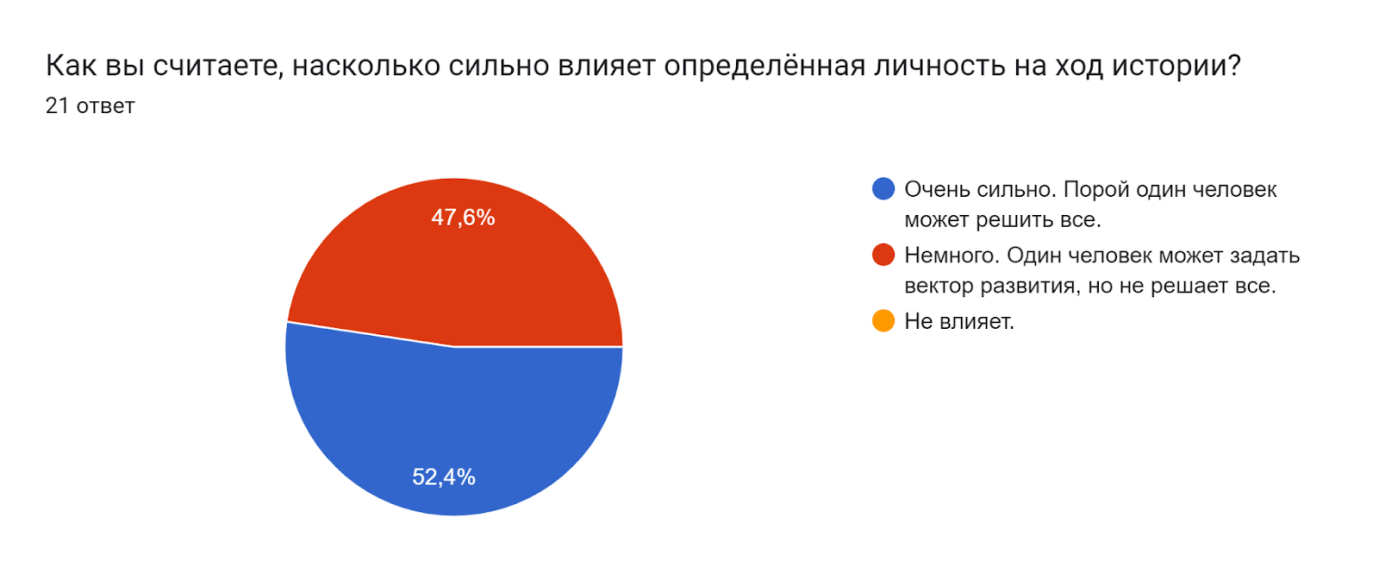 Как вы считаете, насколько сильно влияет определённая личность на ход истории?
21 ответ
47,6%
52,4%
Очень сильно. Порой один человек
может решить все.
Немного. Один человек может задать
вектор развития, но не решает все.
Не влияет.